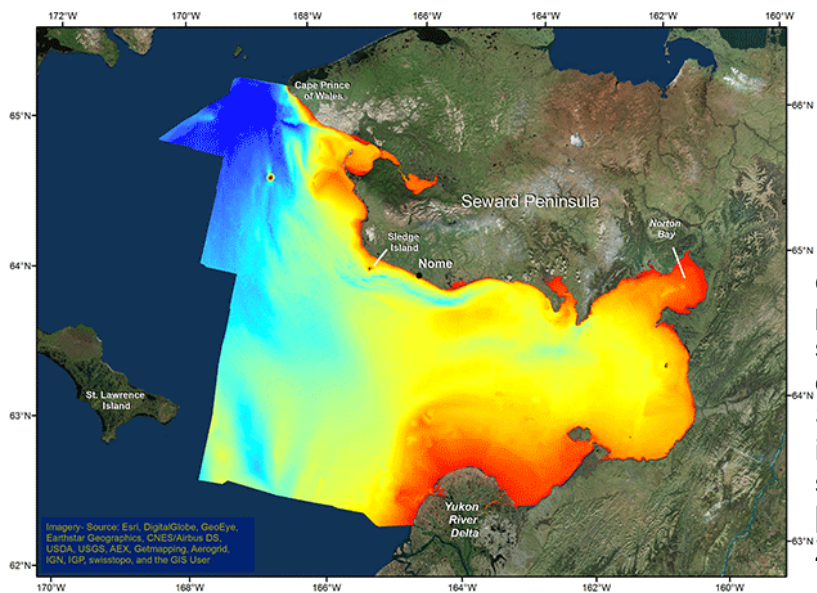 172°W
170°W
168°W
166°W
164°W
162°W
160°W
65°N
64°N
63°N
62°N
66°N
65°N
64°N
63°N
Cape Prince
of Wales
Seward Peninsula
Norton
Bay
Sledge
Island
Nome
St. Lawrence
Island
Yukon
River
Delta
Imagery- Source: Esri, DigitalGlobe, GeoEye,
Earthstar Geographics, CNES/Airbus DS,
USDA, USGS, AEX, Getmapping, Aerogrid,
IGN, IGP, swisstopo, and the GIS User
170°W
168°W
166°W
164°W
162°W
160°W